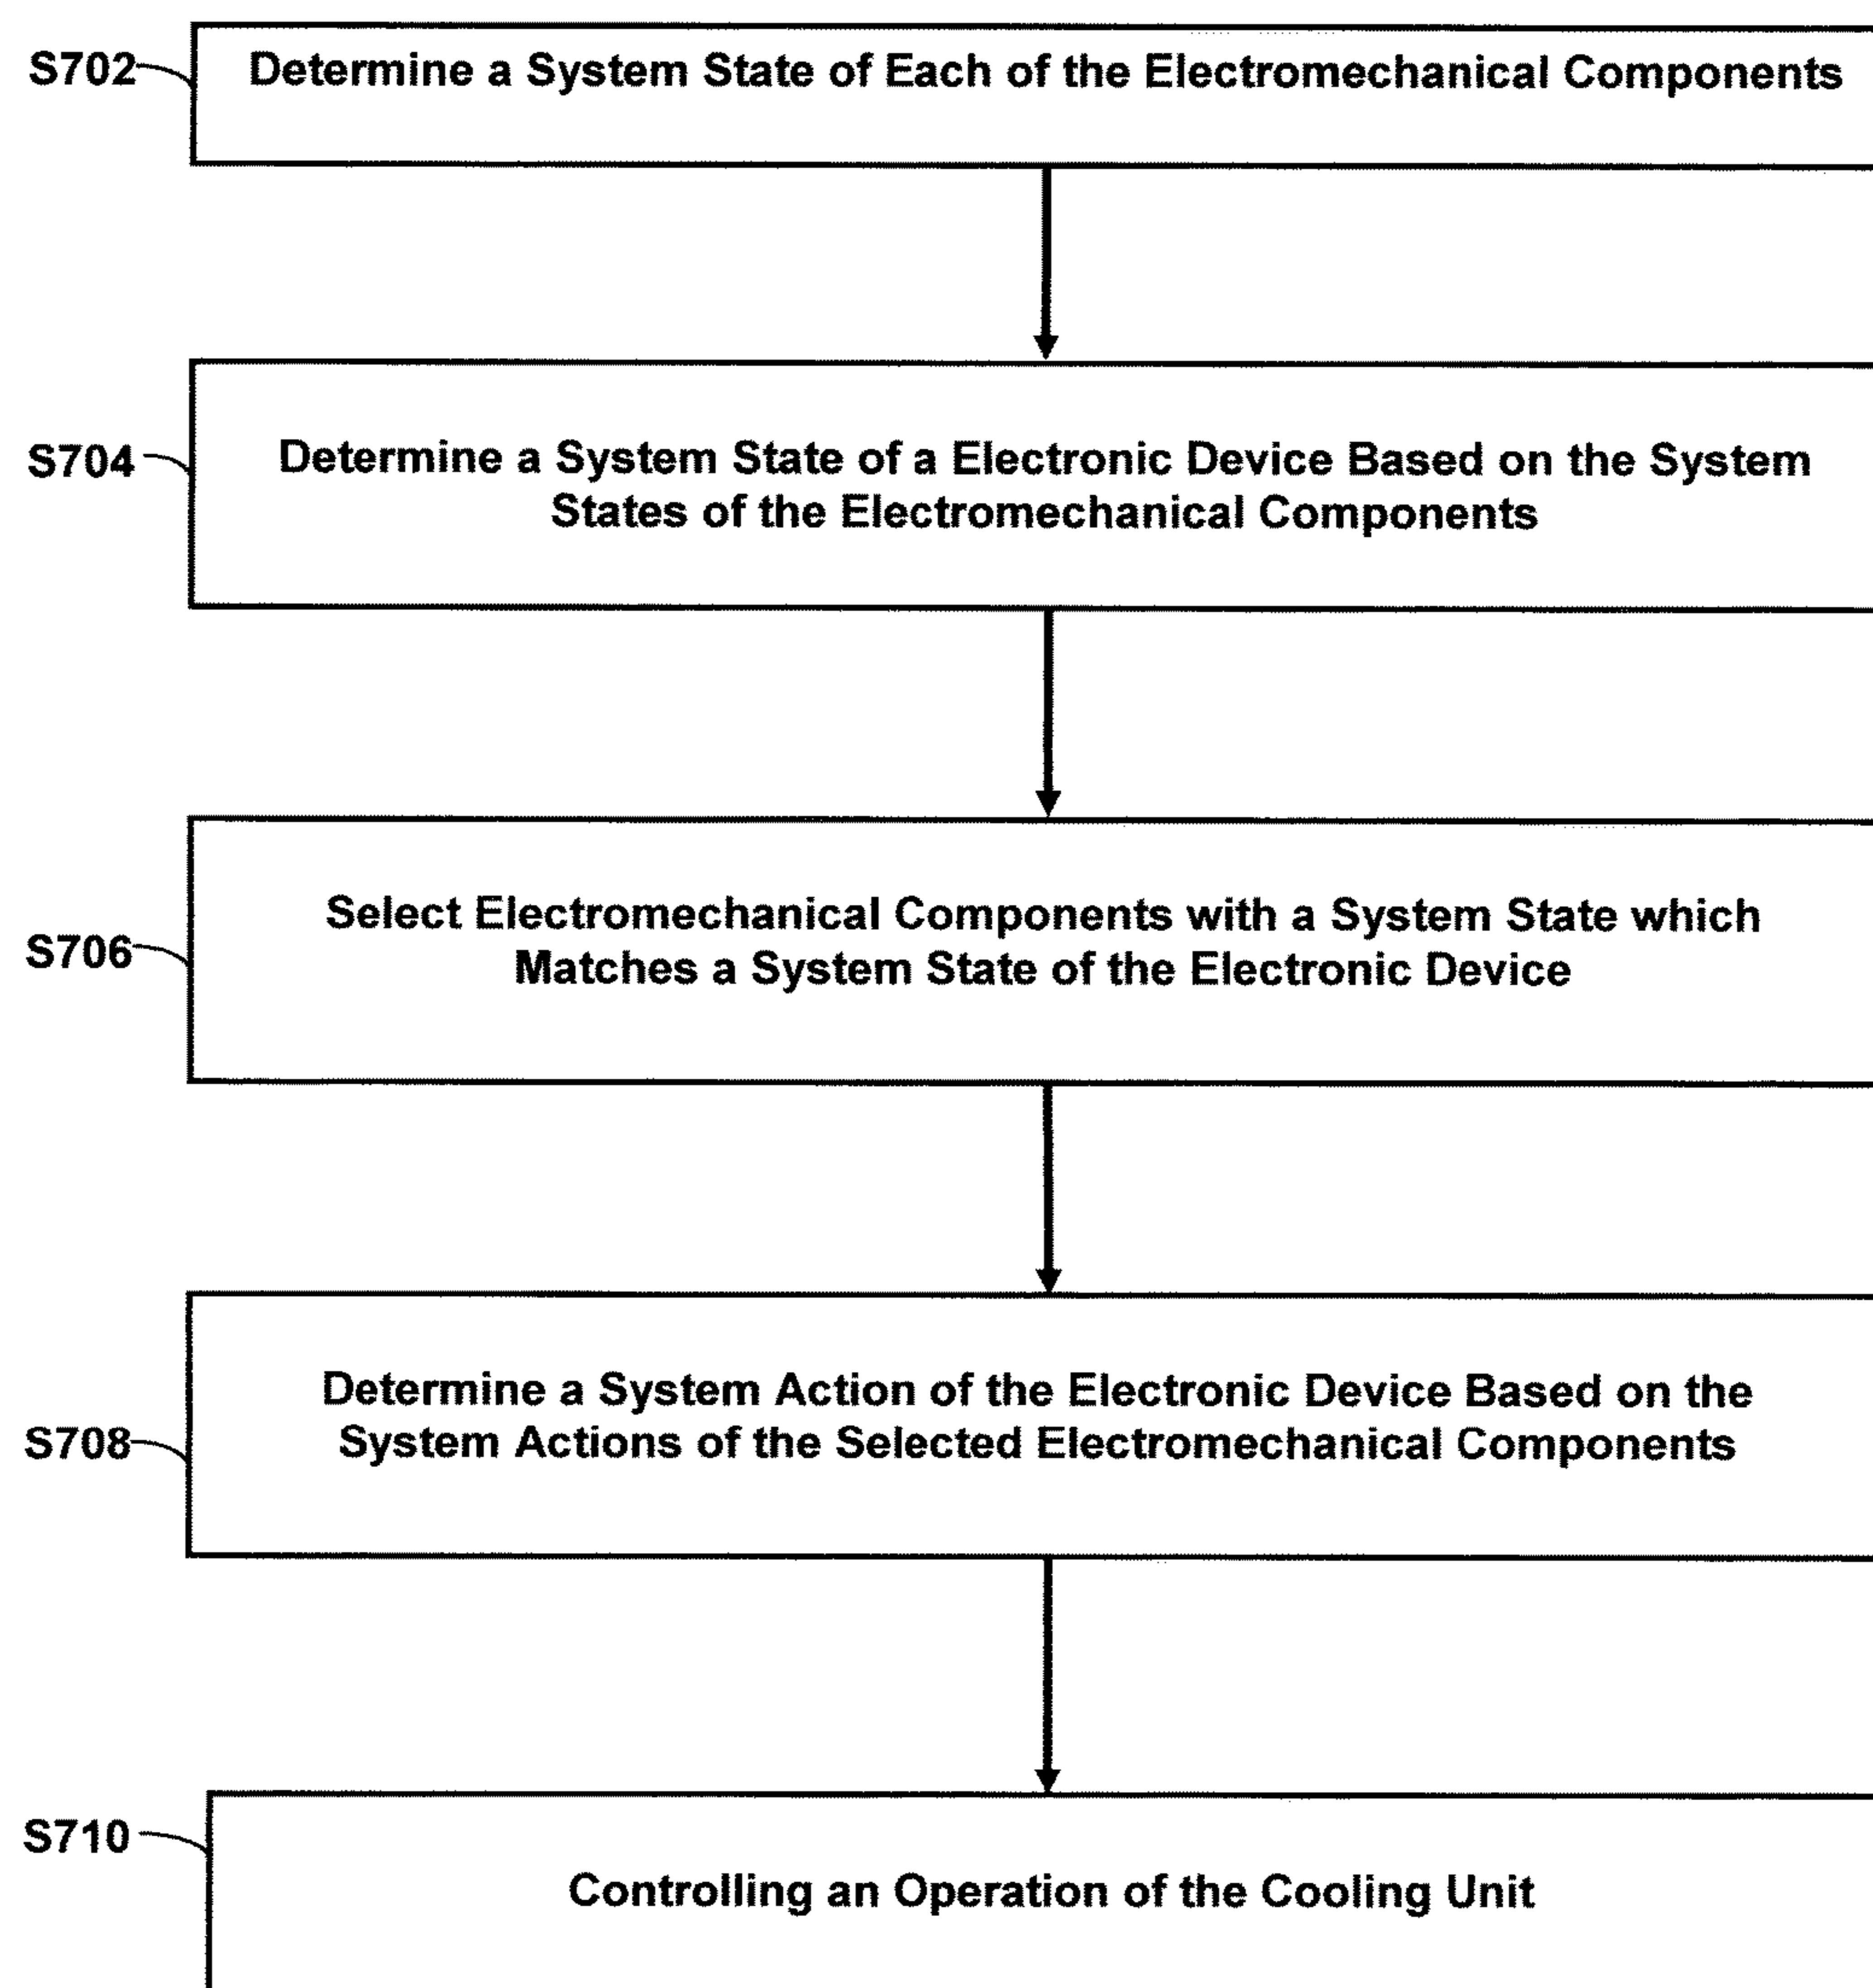 S702
Determine a System State of Each of the Electromechanical Components
S704
Determine a System State of a Electronic Device Based on the System
States of the Electromechanical Components
S706
Select Electromechanical Components with a System State which
Matches a System State of the Electronic Device
S708
Determine a System Action of the Electronic Device Based on the
System Actions of the Selected Electromechanical Components
S710
Controlling an Operation of the Cooling Unit